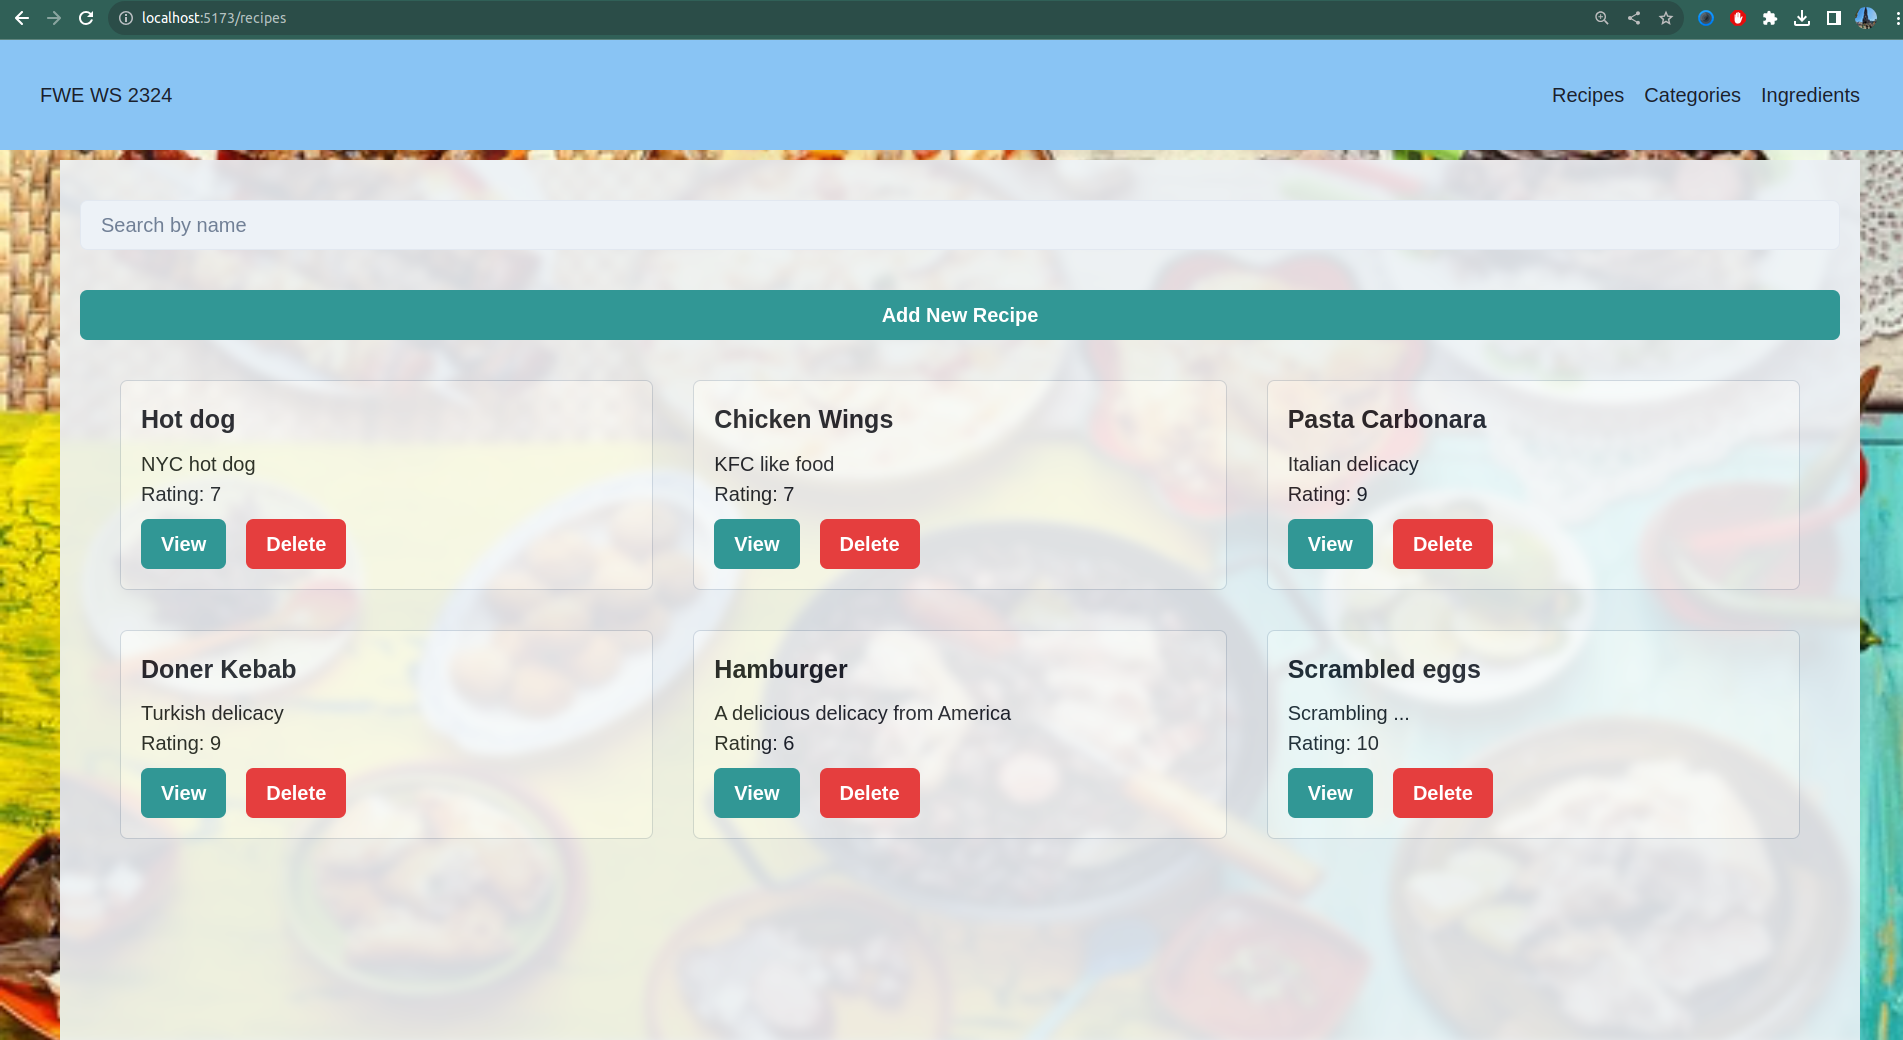 localhost:5173/recipes
FWE WS 2324
Recipes Categories Ingredients
Search by name
Add New Recipe
Hot dog
NYC hot dog
Rating: 7
View Delete
Chicken Wings
KFC like food
Rating: 7
View Delete
Pasta Carbonara
Italian delicacy
Rating: 9
View Delete
Doner Kebab
Turkish delicacy
Rating: 9
View Delete
Hamburger
A delicious delicacy from America
Rating: 6
View Delete
Scrambled eggs
Scrambling ...
Rating: 10
View Delete